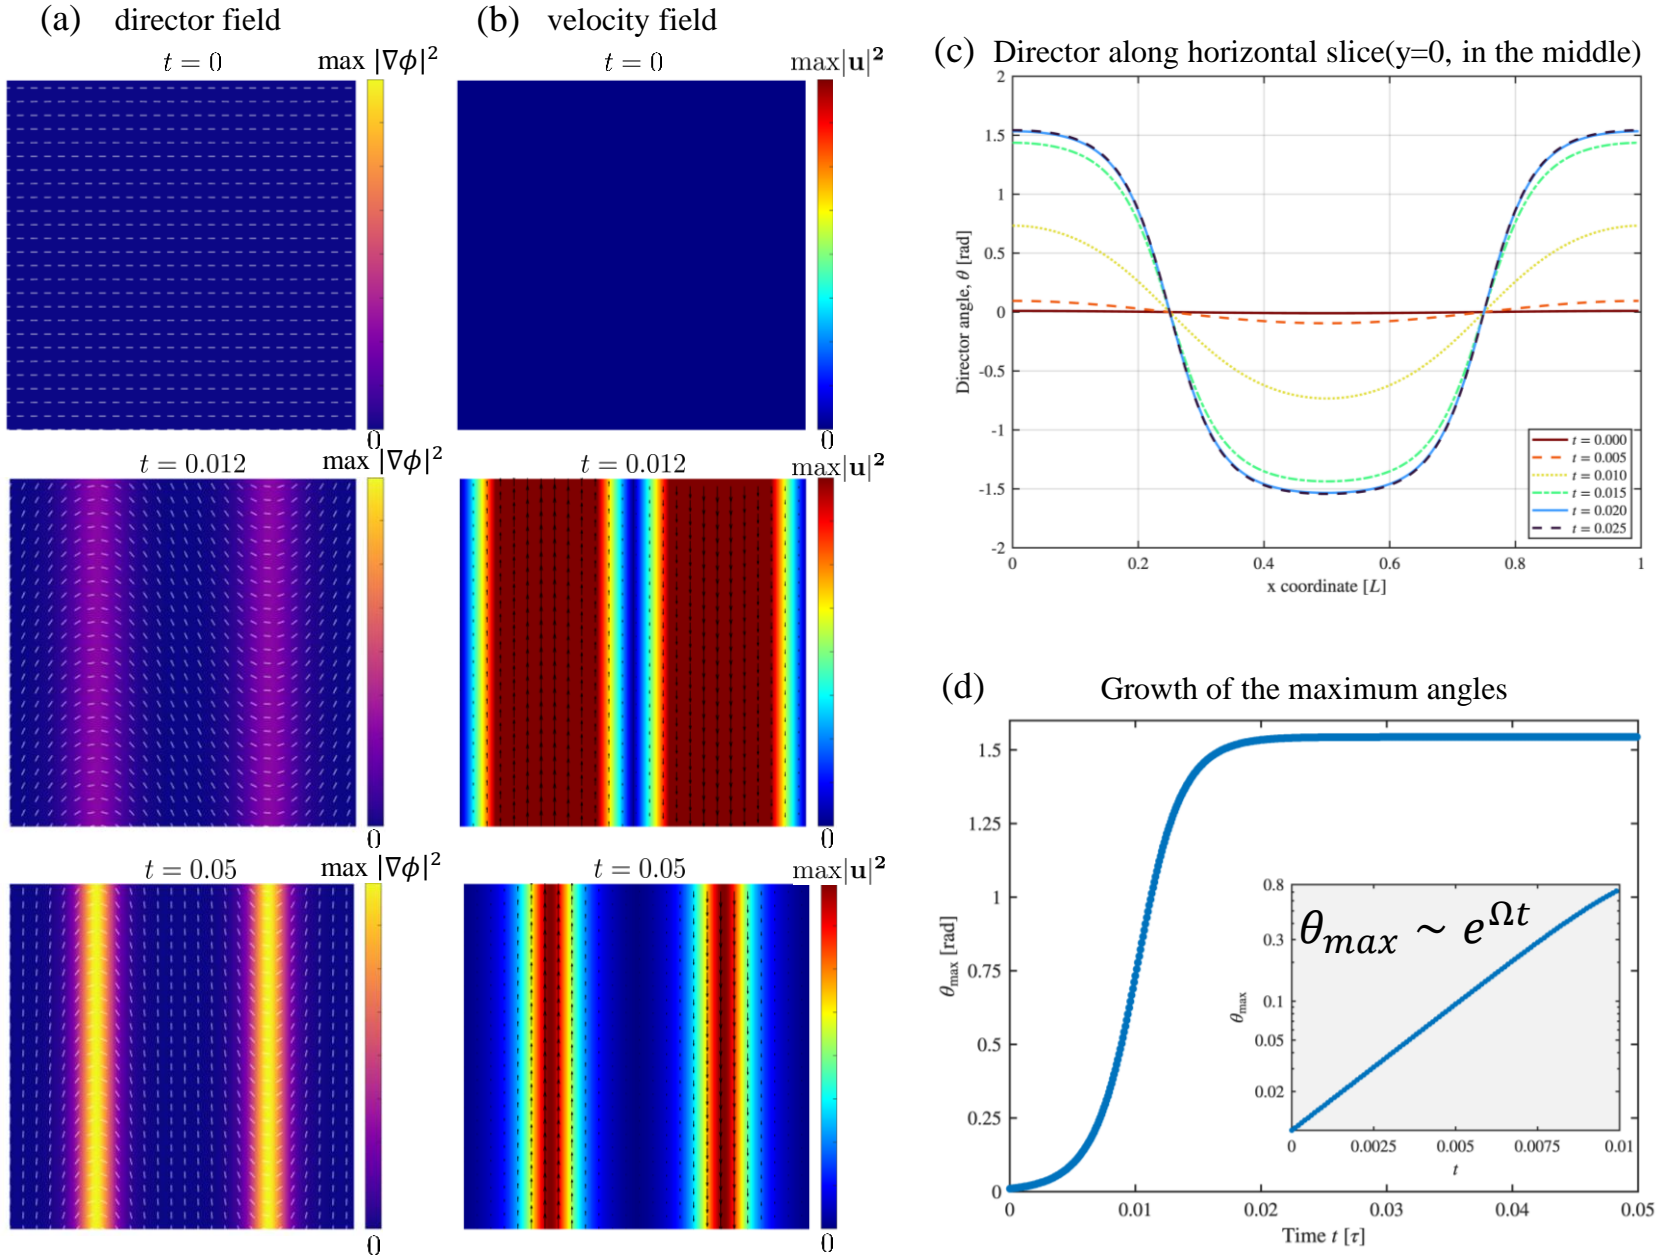 (a) director field
t = 0
max |∇ϕ|²
0
t = 0.012
max |∇ϕ|²
0
t = 0.05
max |∇ϕ|²
0
(b) velocity field
t = 0
max|u|²
0
t = 0.012
max|u|²
0
t = 0.05
max|u|²
0
(c) Director along horizontal slice(y=0, in the middle)
2
1.5
1
0.5
0
-0.5
-1
-1.5
-2
Director angle, θ [rad]
0 0.2 0.4 0.6 0.8 1
x coordinate [L]
t = 0.000
t = 0.005
t = 0.010
t = 0.015
t = 0.020
t = 0.025
(d) Growth of the maximum angles
1.5
1.25
1
0.75
0.5
0.25
0
θmax [rad]
0 0.01 0.02 0.03 0.04 0.05
Time t [τ]
θmax ~ e^Ωt
0.8
0.3
0.1
0.05
0.02
θmax
0 0.0025 0.005 0.0075 0.01
t